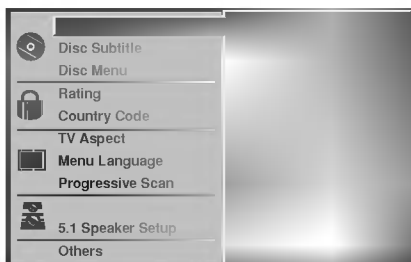 Disc Subtitle
Disc Menu
Rating
Country Code
TV Aspect
Menu Language
Progressive Scan
5.1 Speaker Setup
Others